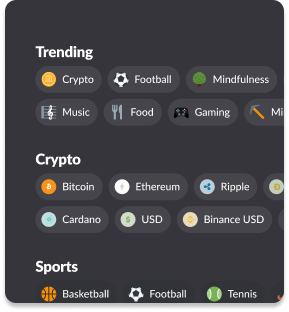 Trending
Crypto Football Mindfulness
Music Food Gaming Mi
Crypto
Bitcoin Ethereum Ripple
Cardano USD Binance USD
Sports
Basketball Football Tennis